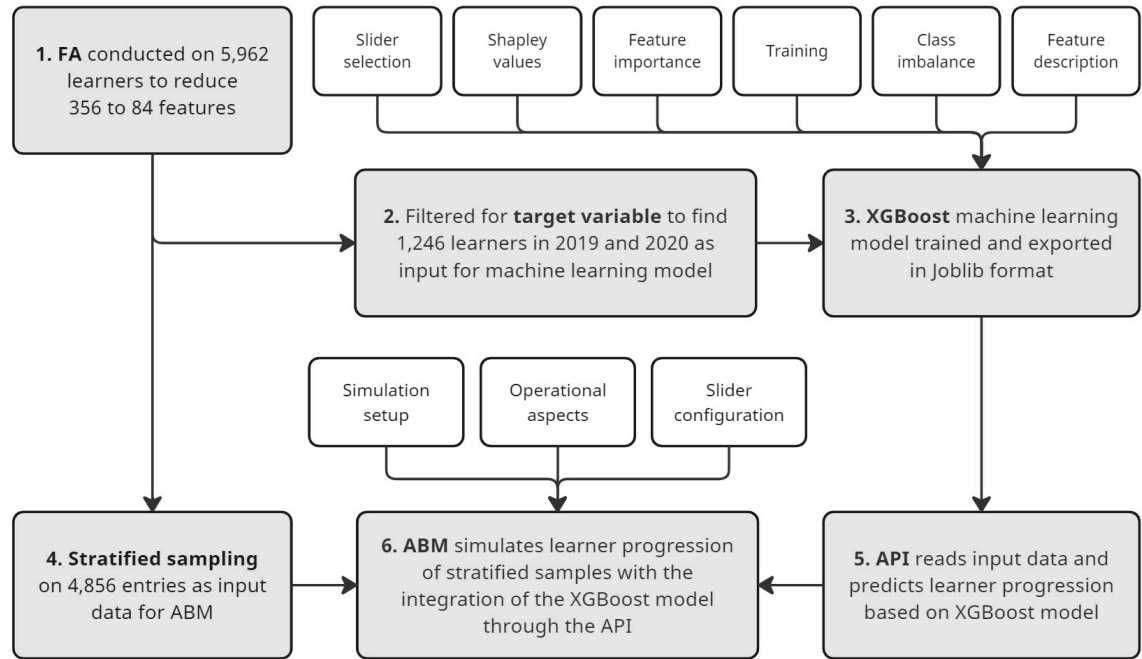 1. FA conducted on 5,962
learners to reduce
356 to 84 features
Slider
selection
Shapley
values
Feature
importance
Training
Class
imbalance
Feature
description
2. Filtered for target variable to find
1,246 learners in 2019 and 2020 as
input for machine learning model
3. XGBoost machine learning
model trained and exported
in Joblib format
Simulation
setup
Operational
aspects
Slider
configuration
4. Stratified sampling
on 4,856 entries as input
data for ABM
6. ABM simulates learner progression
of stratified samples with the
integration of the XGBoost model
through the API
5. API reads input data and
predicts learner progression
based on XGBoost model